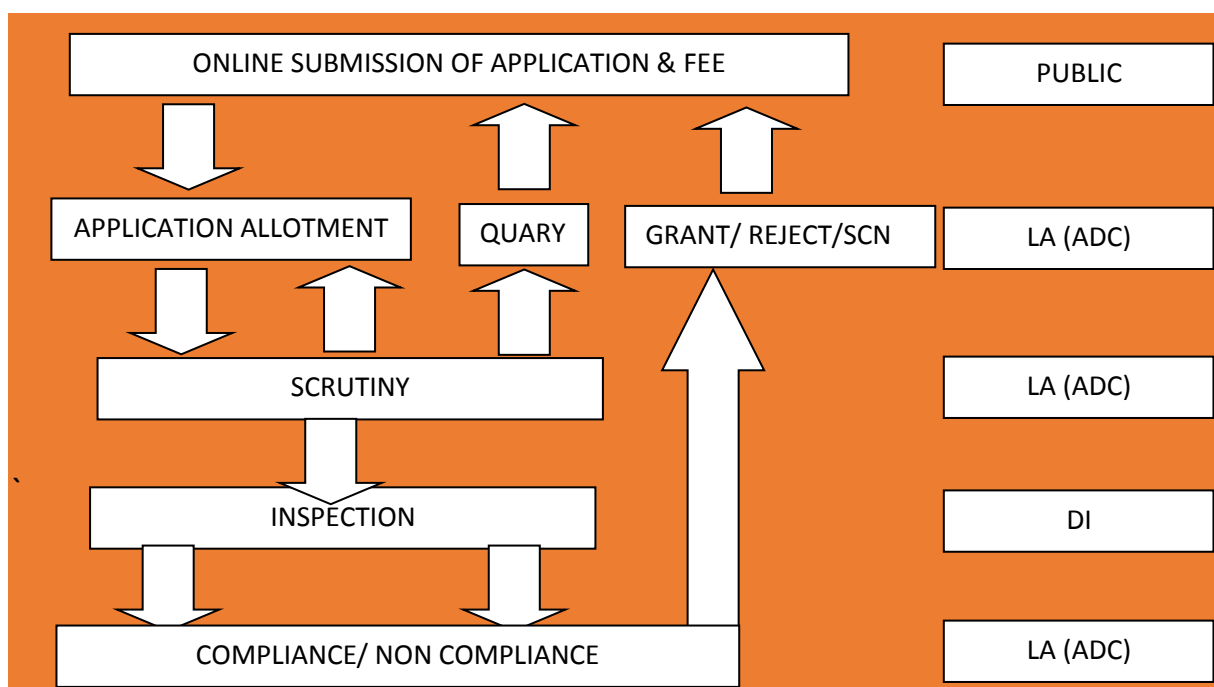 ONLINE SUBMISSION OF APPLICATION & FEE
PUBLIC
APPLICATION ALLOTMENT
QUARY
GRANT/ REJECT/SCN
LA (ADC)
SCRUTINY
LA (ADC)
`
INSPECTION
DI
COMPLIANCE/ NON COMPLIANCE
LA (ADC)